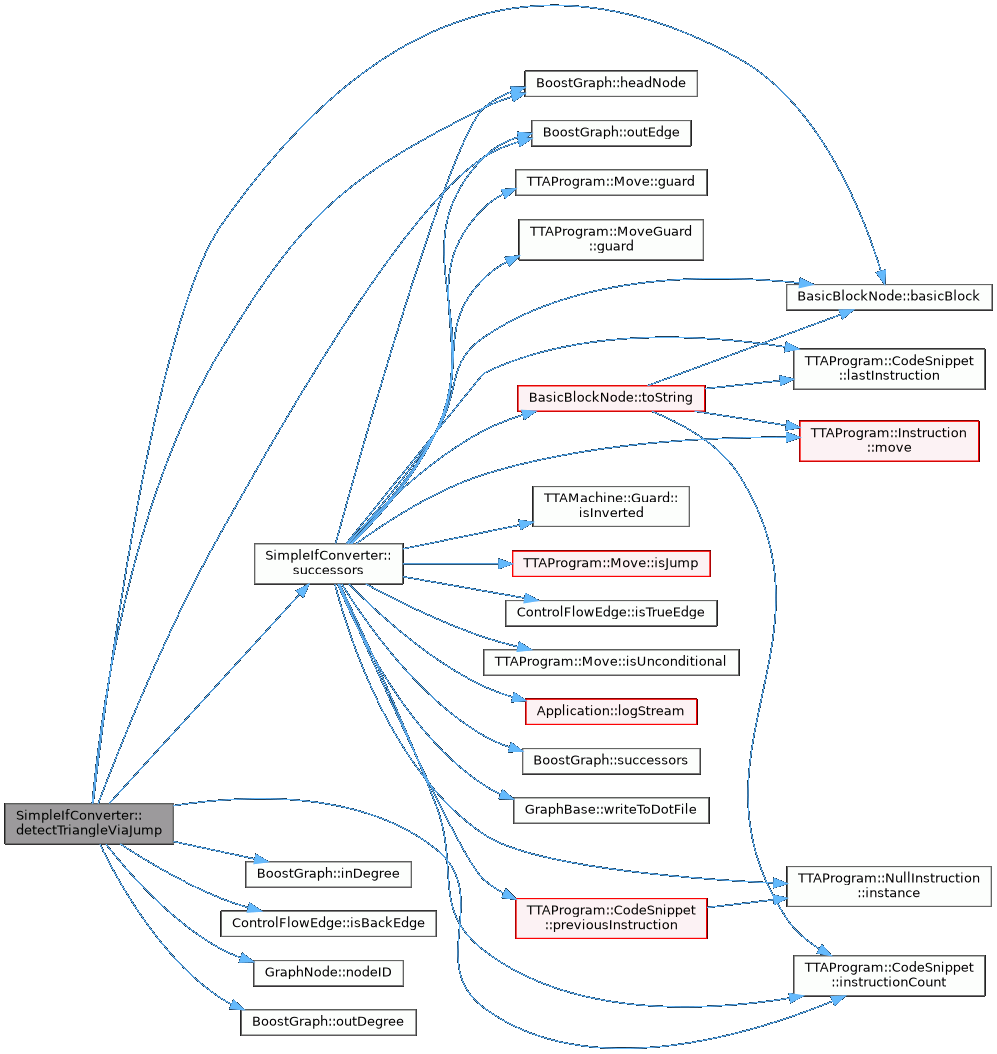 BoostGraph::headNode
BoostGraph::outEdge
TTAProgram::Move::guard
TTAProgram::MoveGuard
::guard
BasicBlockNode::basicBlock
TTAProgram::CodeSnippet
::lastInstruction
BasicBlockNode::toString
TTAProgram::Instruction
::move
TTAMachine::Guard::
isInverted
SimpleIfConverter::
successors
TTAProgram::Move::isJump
ControlFlowEdge::isTrueEdge
TTAProgram::Move::isUnconditional
Application::logStream
BoostGraph::successors
GraphBase::writeToDotFile
SimpleIfConverter::
detectTriangleViaJump
BoostGraph::inDegree
TTAProgram::NullInstruction
::instance
TTAProgram::CodeSnippet
::previousInstruction
ControlFlowEdge::isBackEdge
GraphNode::nodeID
TTAProgram::CodeSnippet
::instructionCount
BoostGraph::outDegree